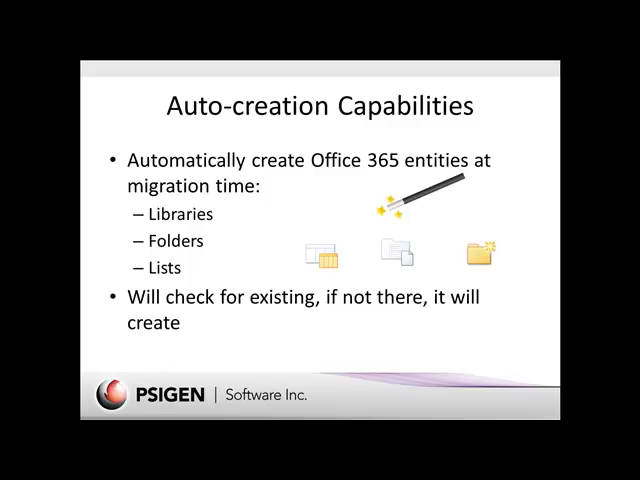 Auto-creation Capabilities
• Automatically create Office 365 entities at
migration time:
– Libraries
– Folders
– Lists
• Will check for existing, if not there, it will
create
PSIGEN | Software Inc.